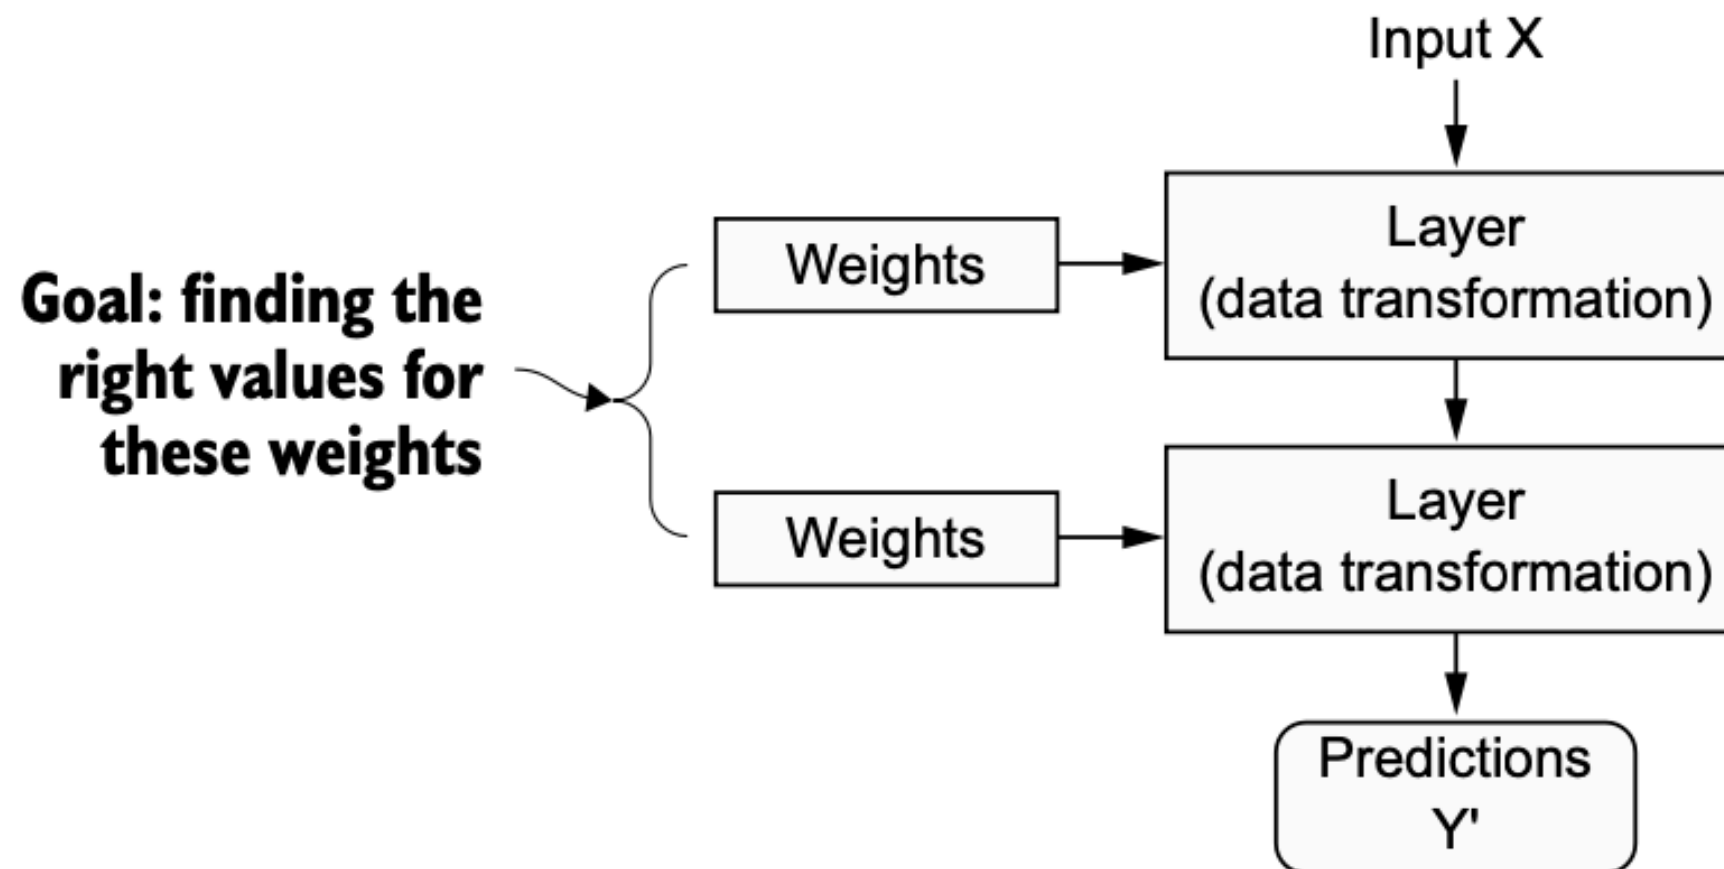 Input X
Layer
(data transformation)
Weights
Goal: finding the
right values for
these weights
Layer
(data transformation)
Weights
Predictions
Y'